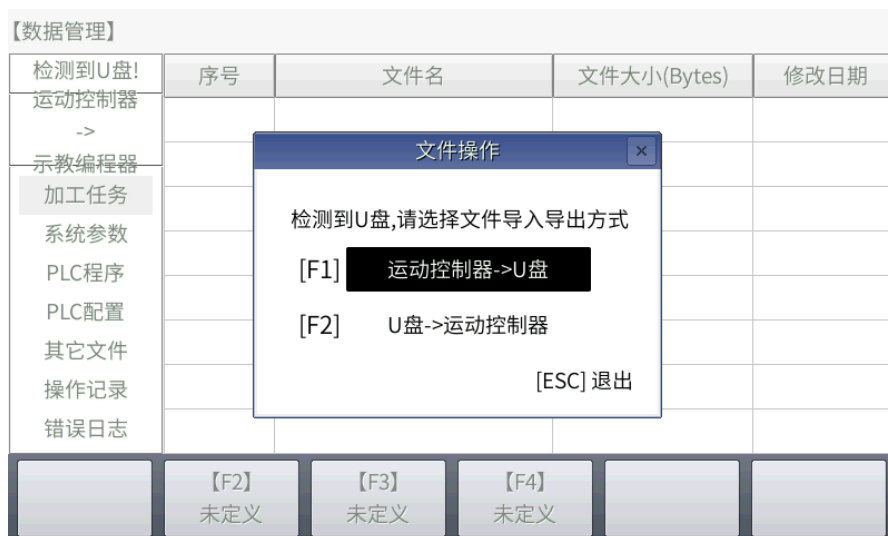 【数据管理】
检测到U盘! 序号 文件名 文件大小(Bytes) 修改日期
运动控制器
->
示教编程器
加工任务
系统参数
PLC程序
PLC配置
其它文件
操作记录
错误日志
文件操作 ×
检测到U盘,请选择文件导入导出方式
[F1] 运动控制器->U盘
[F2] U盘->运动控制器
[ESC] 退出
【F2】 【F3】 【F4】
未定义 未定义 未定义